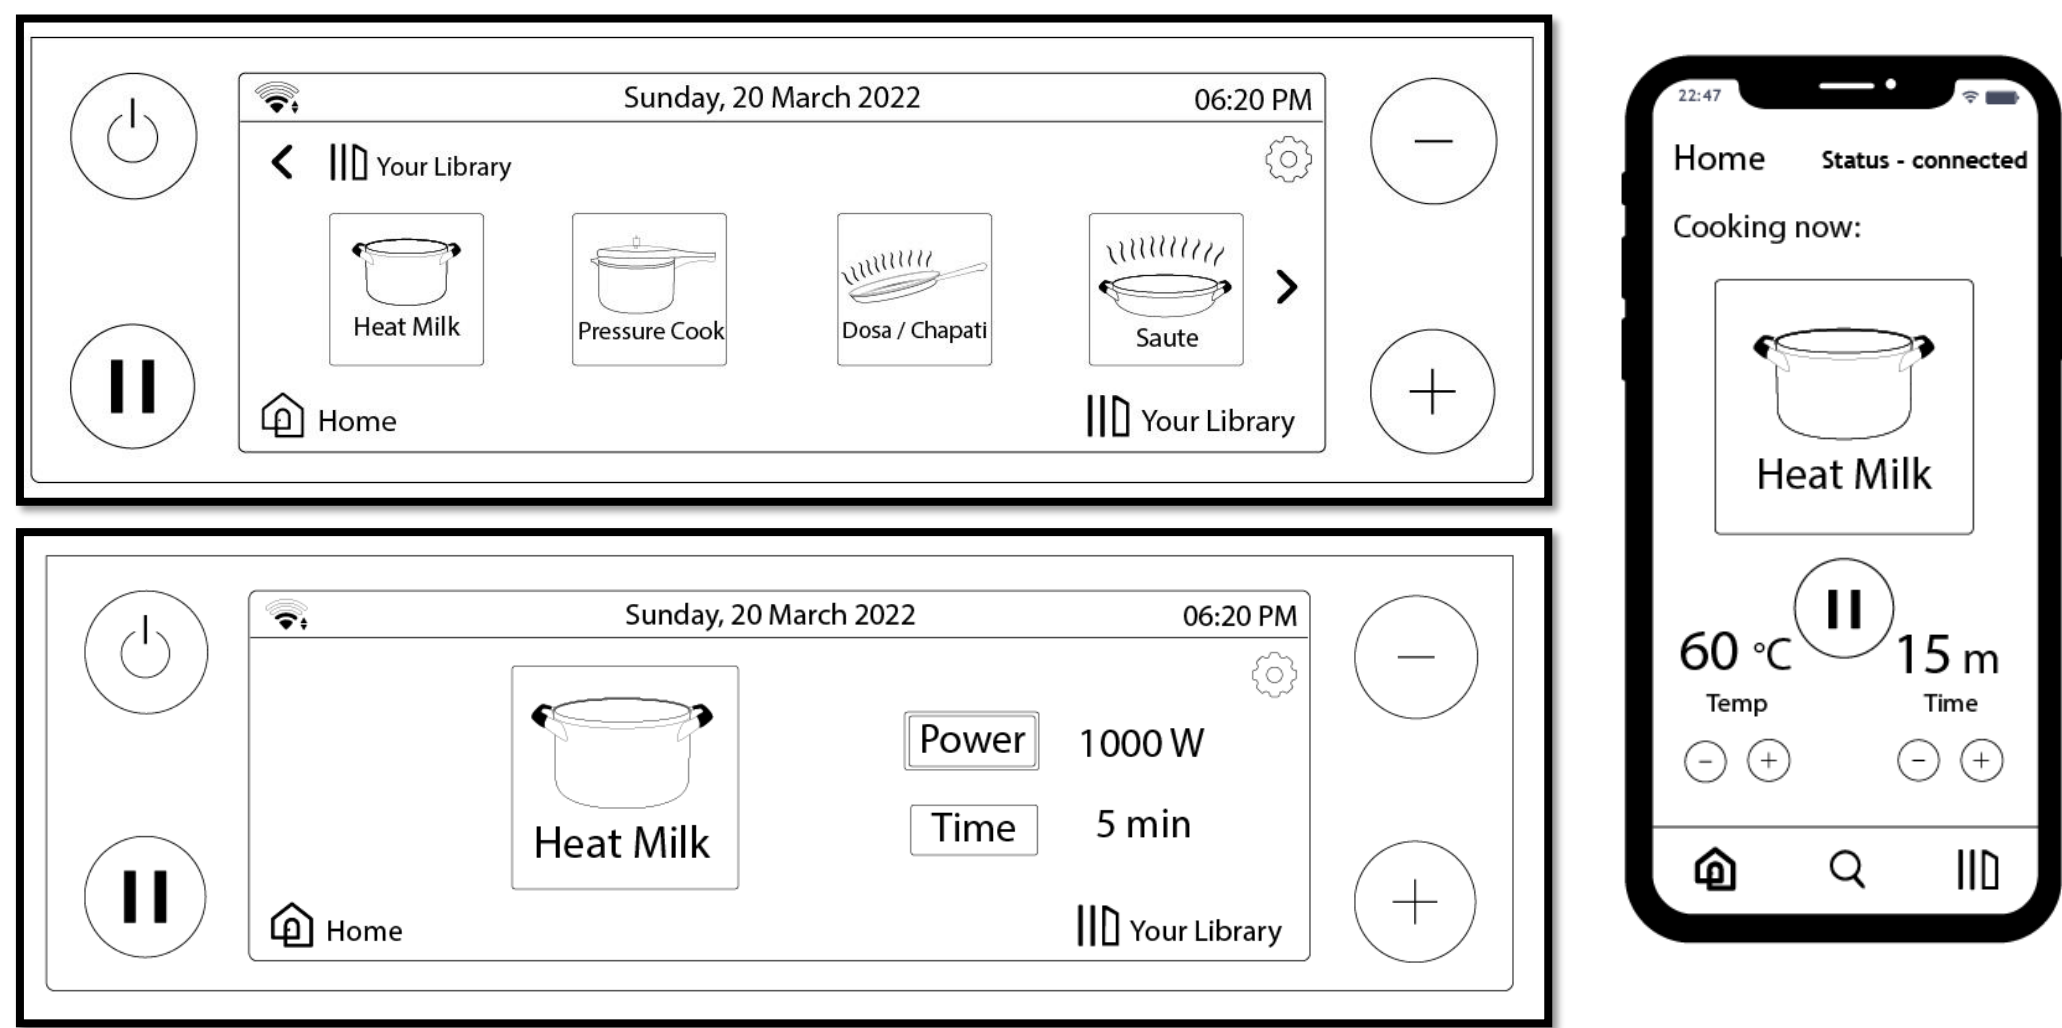 Sunday, 20 March 2022
06:20 PM
Your Library
Heat Milk
Pressure Cook
Dosa / Chapati
Saute
Home
Your Library
Sunday, 20 March 2022
06:20 PM
Heat Milk
Power
1000 W
Time
5 min
Home
Your Library
22:47
Home
Status - connected
Cooking now:
Heat Milk
60 °C
15 m
Temp
Time